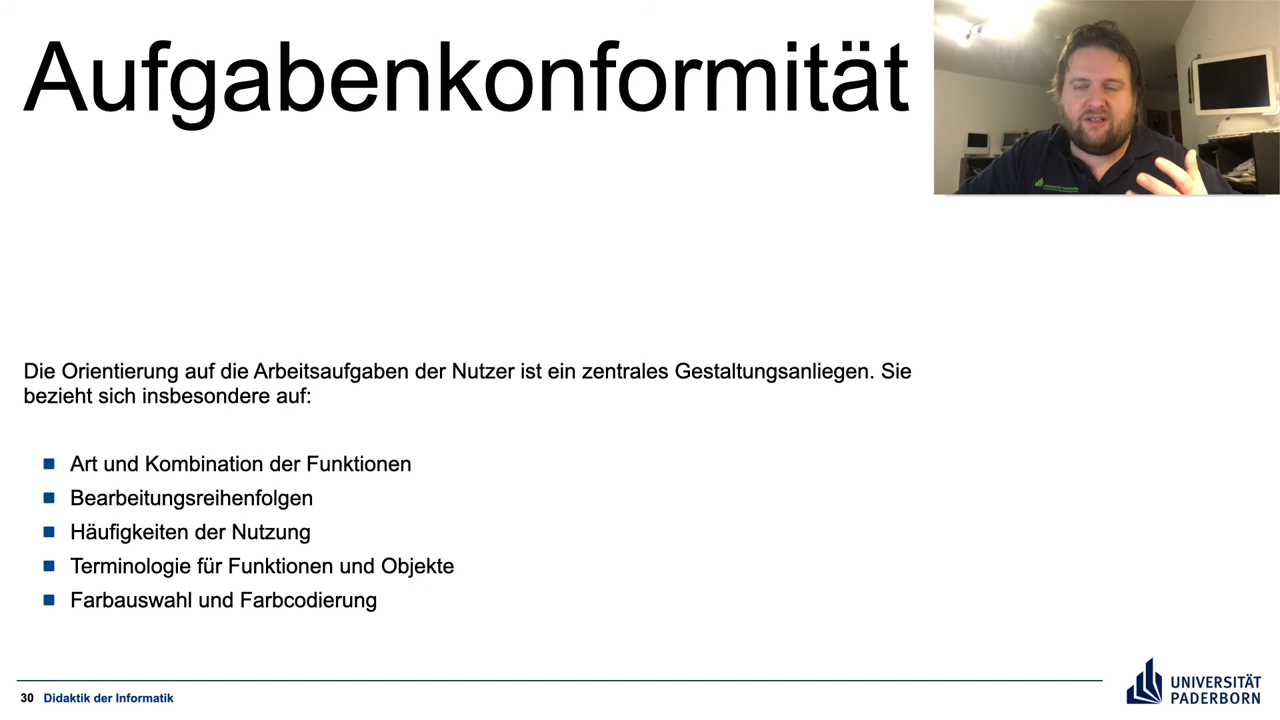 Aufgabenkonformität
Die Orientierung auf die Arbeitsaufgaben der Nutzer ist ein zentrales Gestaltungsanliegen. Sie
bezieht sich insbesondere auf:
Art und Kombination der Funktionen
Bearbeitungsreihenfolgen
Häufigkeiten der Nutzung
Terminologie für Funktionen und Objekte
Farbauswahl und Farbcodierung
30 Didaktik der Informatik
UNIVERSITÄT
PADERBORN